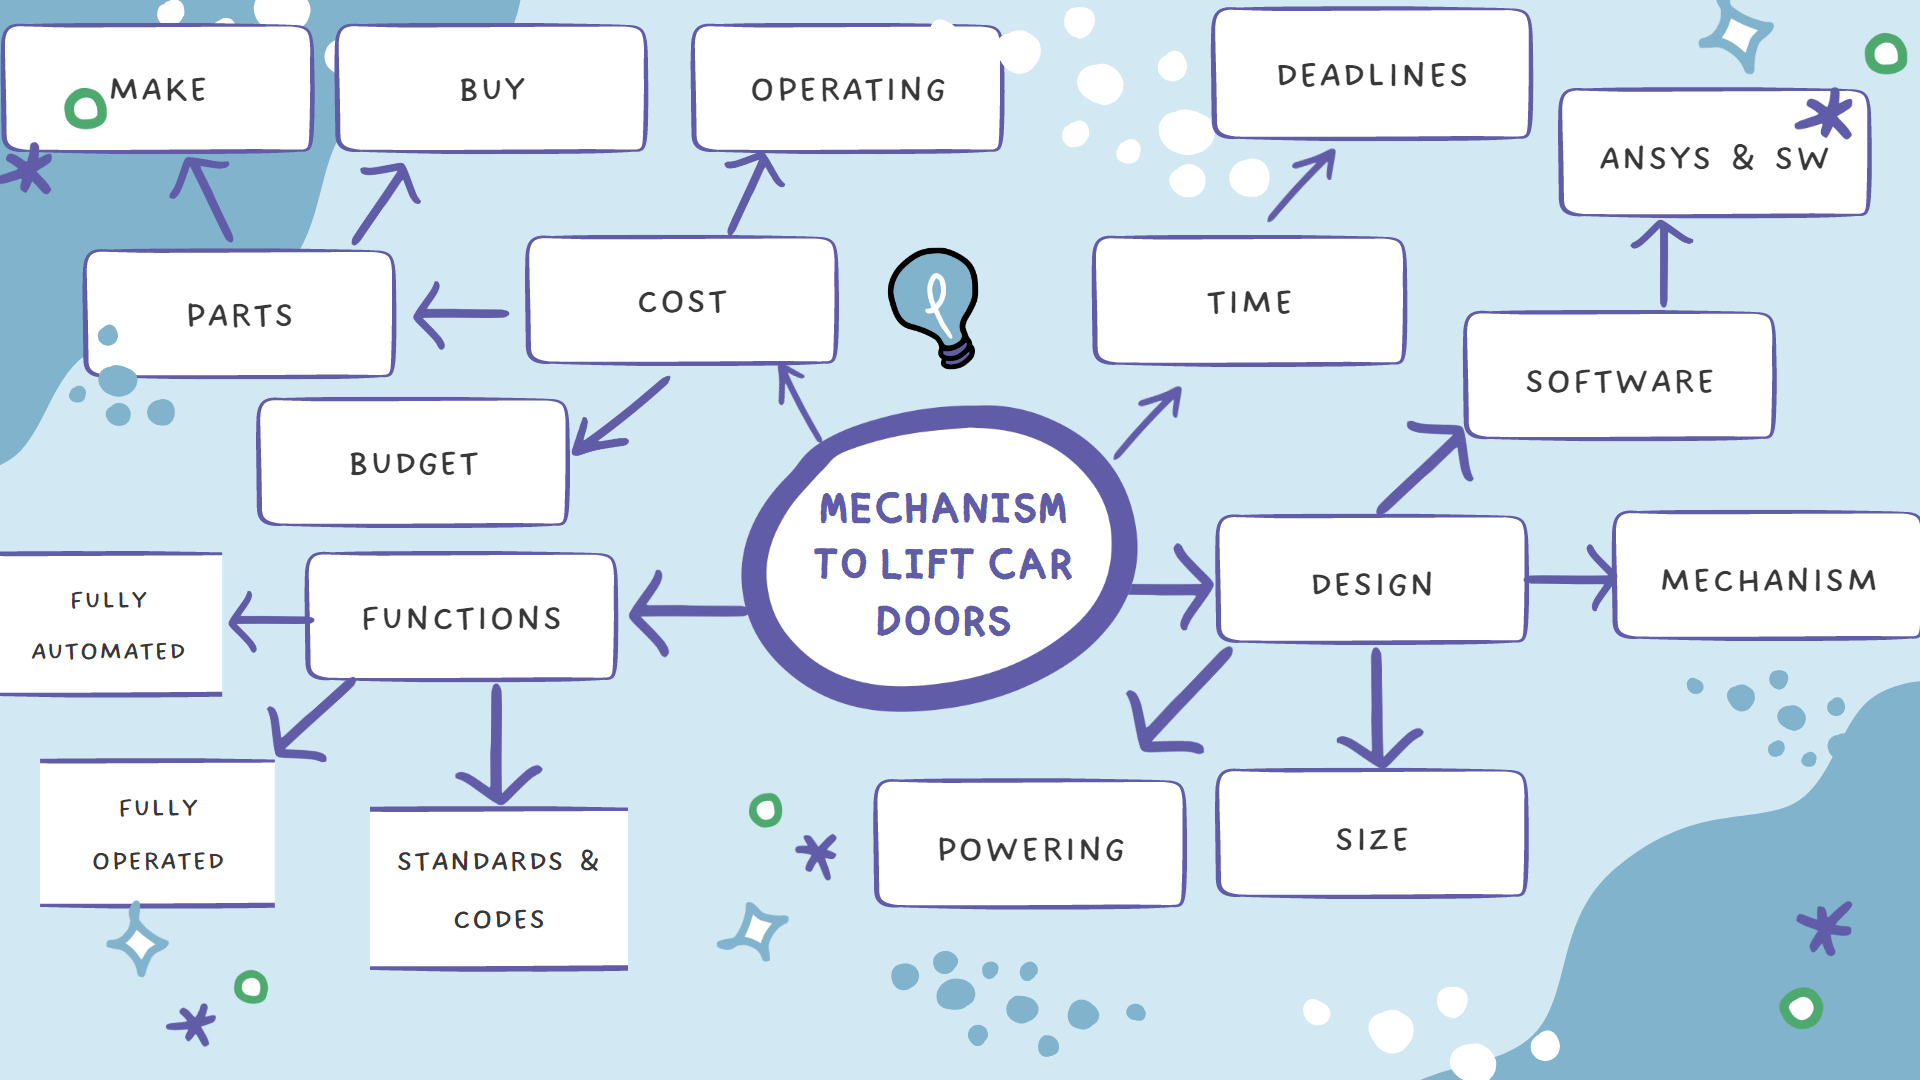 MAKE
BUY
OPERATING
DEADLINES
ANSYS & SW
PARTS
COST
TIME
SOFTWARE
BUDGET
MECHANISM
TO LIFT CAR
DOORS
FULLY
AUTOMATED
FUNCTIONS
DESIGN
MECHANISM
FULLY
OPERATED
STANDARDS &
CODES
POWERING
SIZE